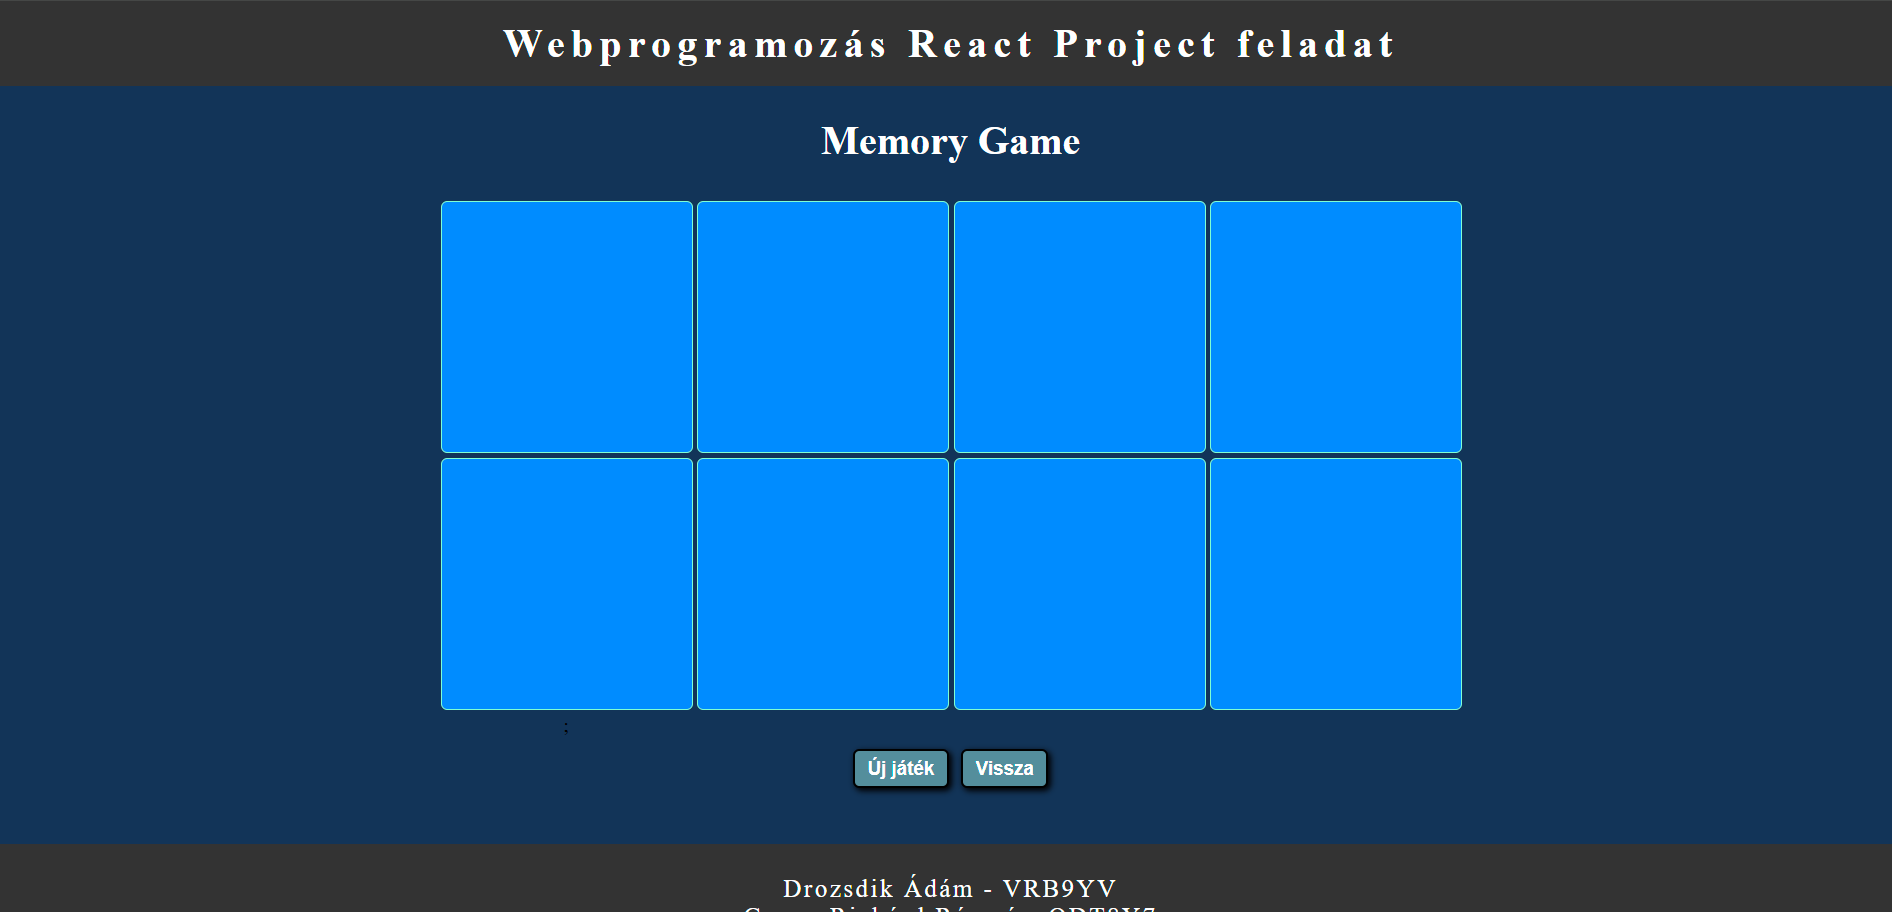 Webprogramozás React Project feladat
Memory Game
;
Új játék Vissza
Drozsdik Ádám - VRB9YV